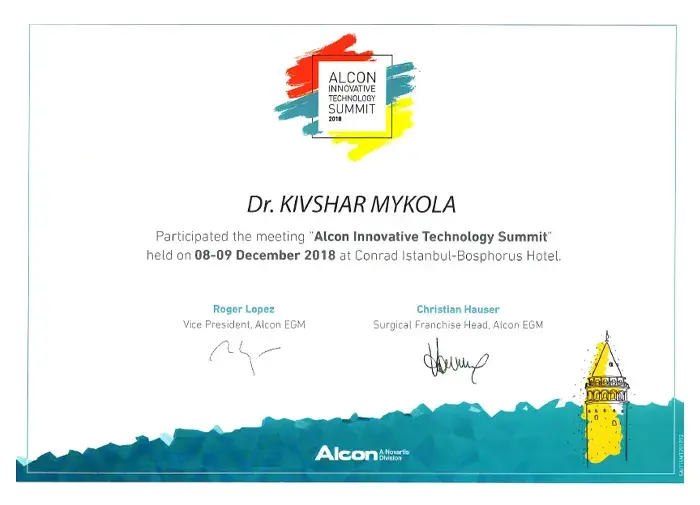 ALCON
INNOVATIVE
TECHNOLOGY
SUMMIT
2018
Dr. KIVSHAR MYKOLA
Participated the meeting "Alcon Innovative Technology Summit"
held on 08-09 December 2018 at Conrad Istanbul-Bosphorus Hotel.
Roger Lopez
Vice President, Alcon EGM
Christian Hauser
Surgical Franchise Head, Alcon EGM
Alcon A Novartis
Division